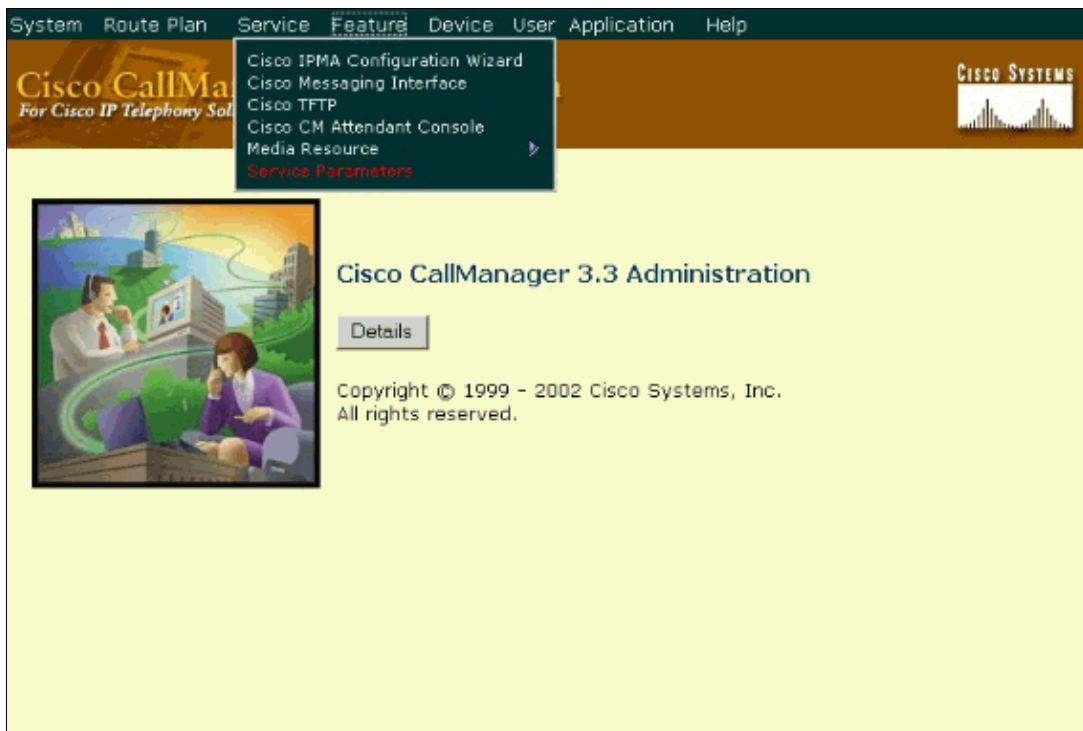 System Route Plan Service Feature Device User Application Help
Cisco CallMa
For Cisco IP Telephony Sol
Cisco IPMA Configuration Wizard
Cisco Messaging Interface
Cisco TFTP
Cisco CM Attendant Console
Media Resource
Service Parameters
CISCO SYSTEMS
Cisco CallManager 3.3 Administration
Details
Copyright © 1999 - 2002 Cisco Systems, Inc.
All rights reserved.